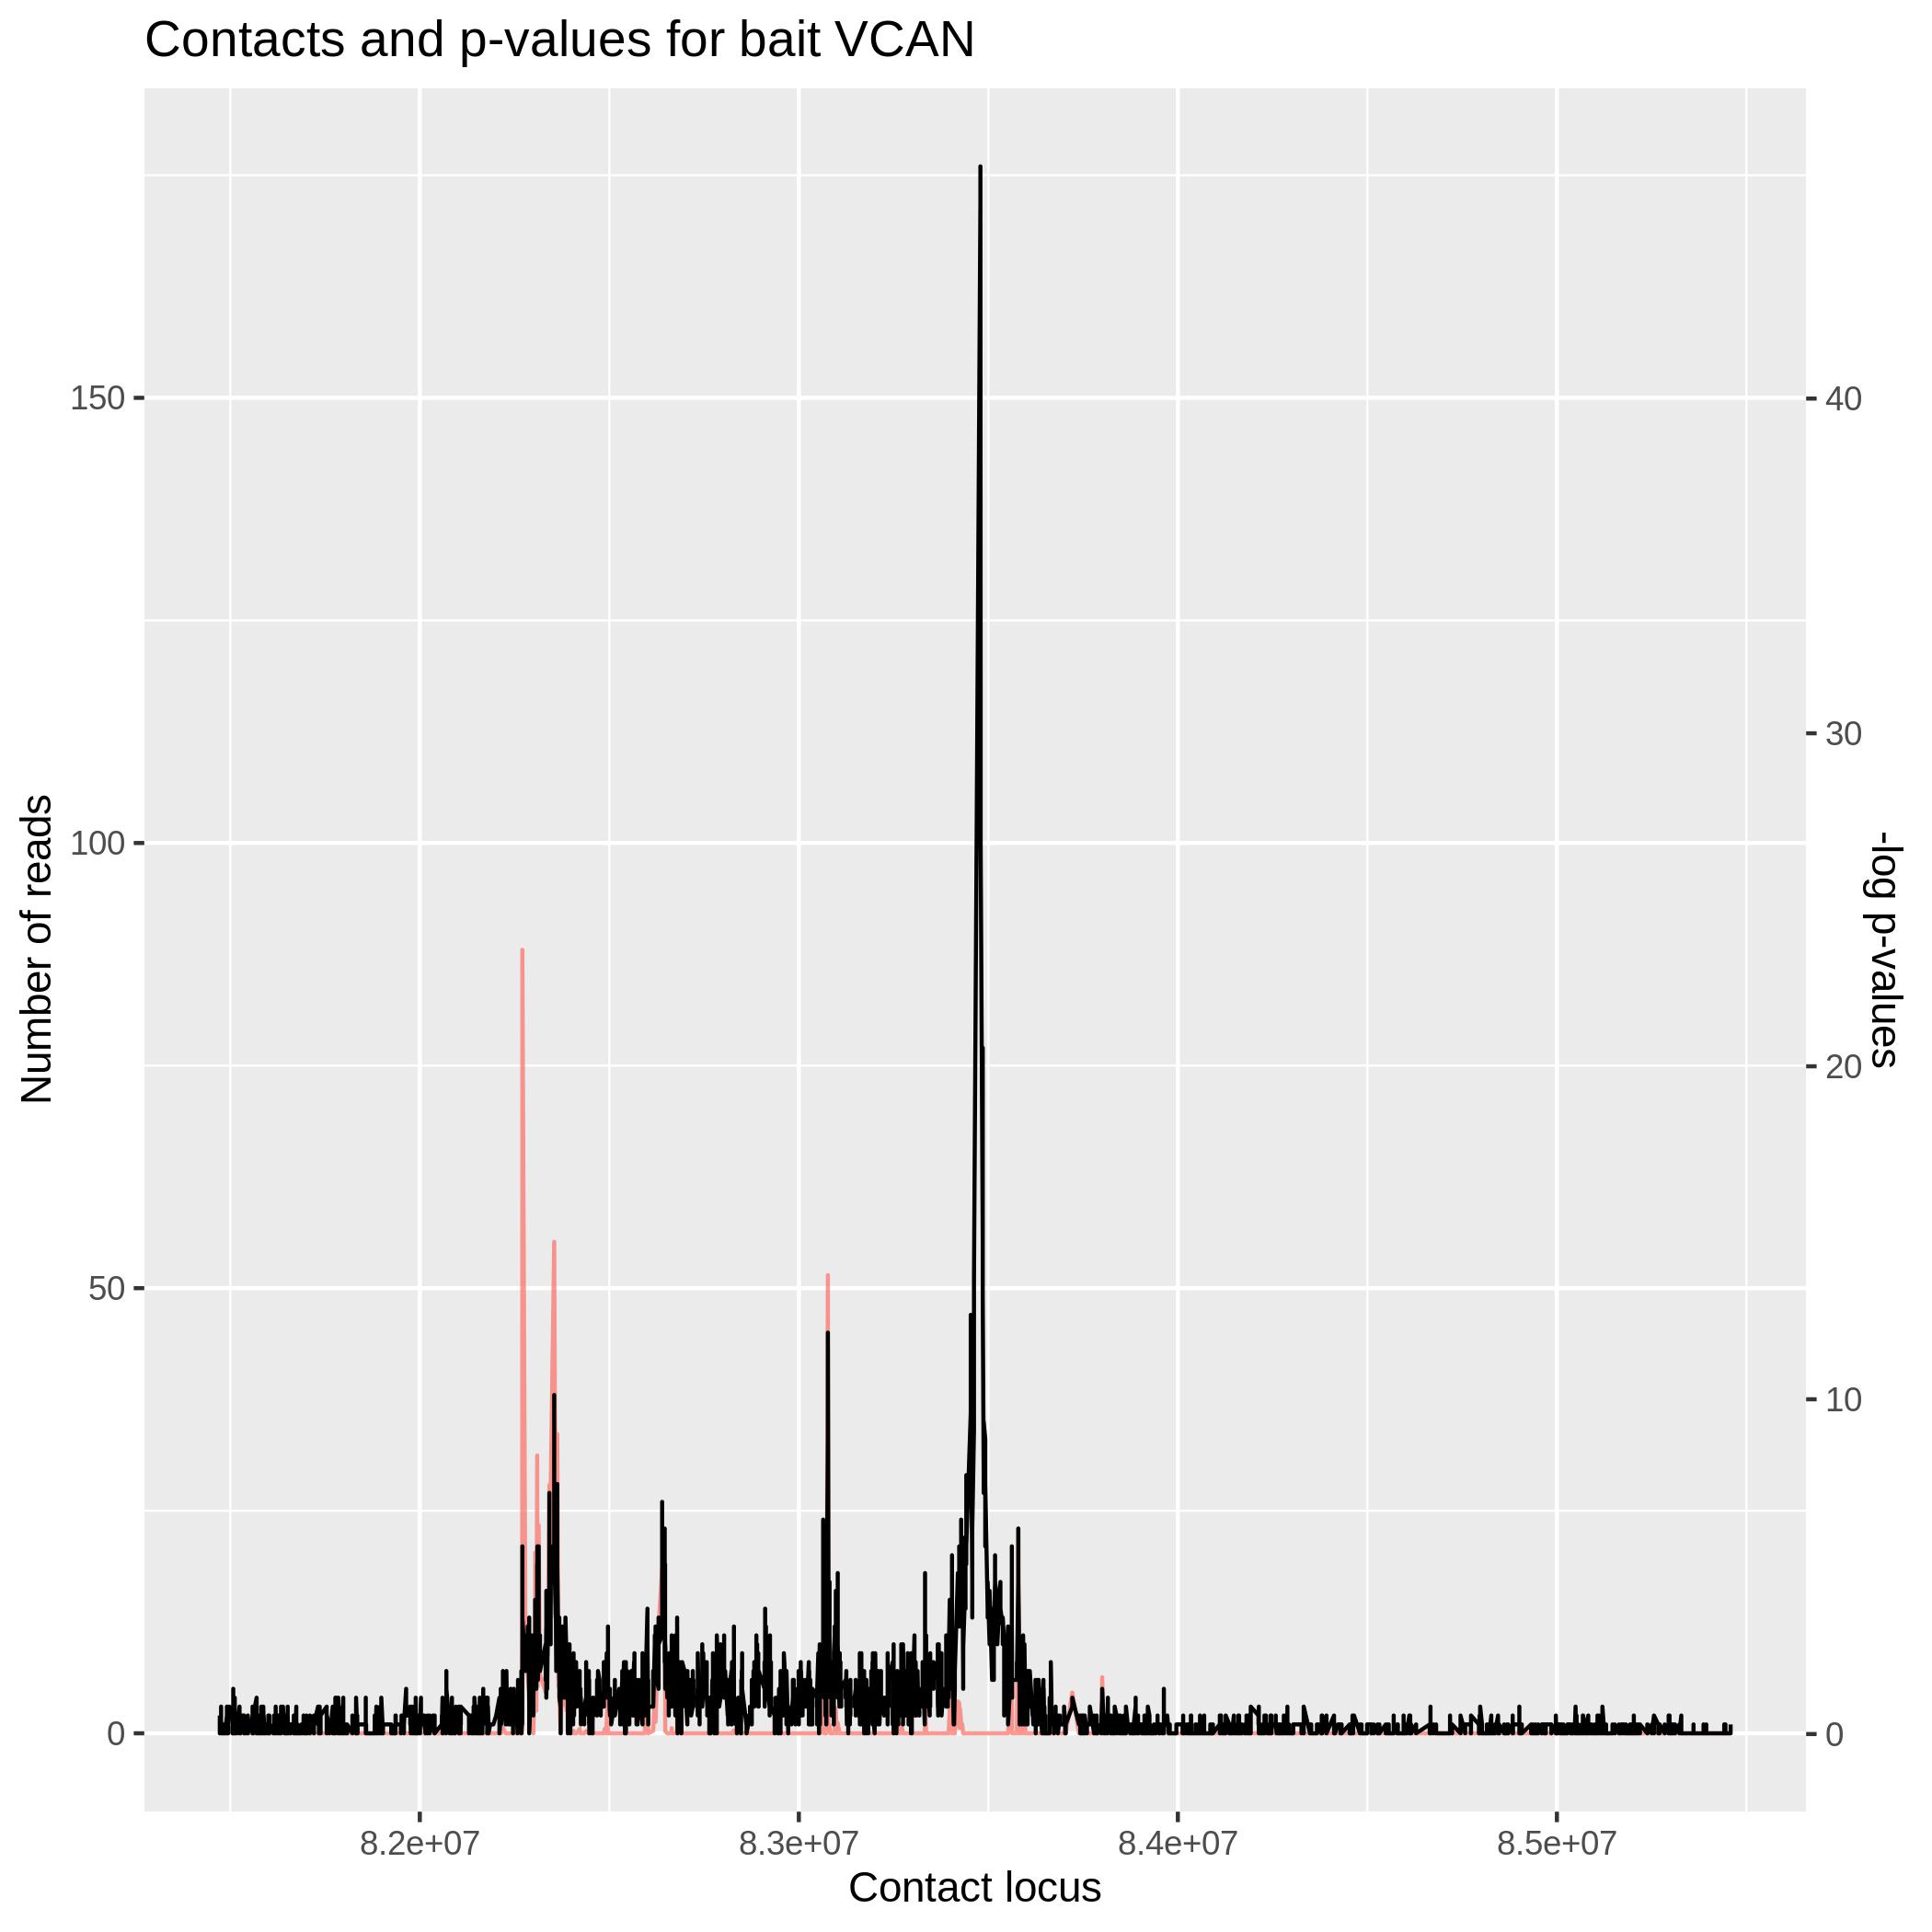 Contacts and p-values for bait VCAN
Number of reads
150
100
50
0
40
30
20
10
0
-log p-values
8.2e+07
8.3e+07
8.4e+07
8.5e+07
Contact locus